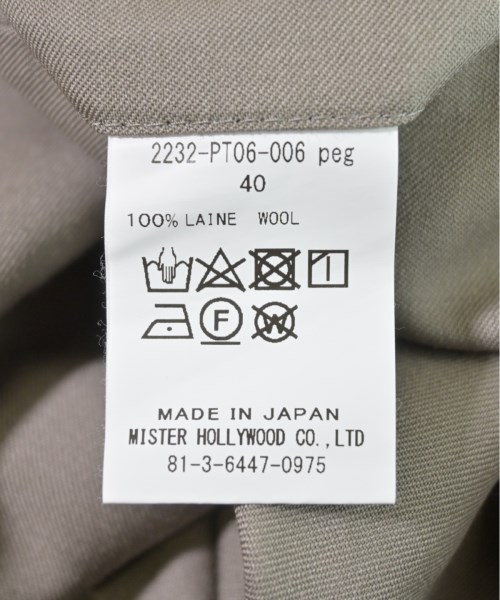 2232-PT06-006 peg
40
100% LAINE WOOL
F
W
MADE IN JAPAN
MISTER HOLLYWOOD CO.,LTD
81-3-6447-0975